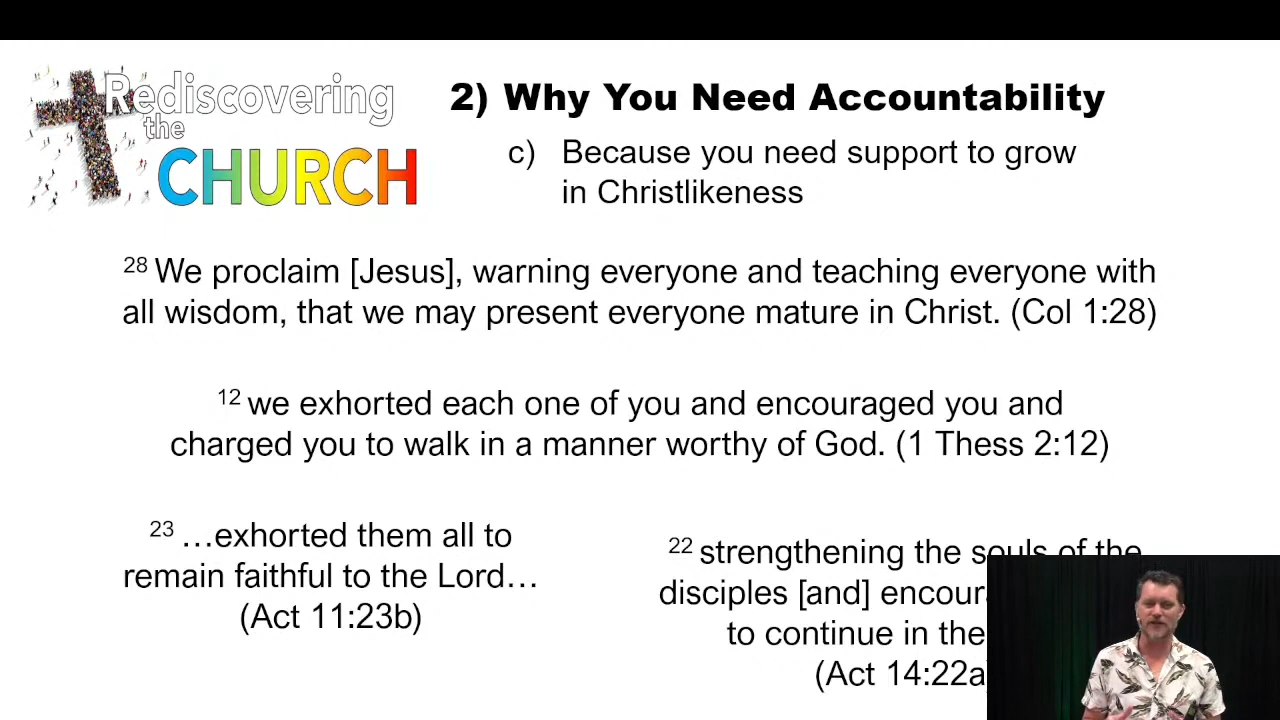 Rediscovering
the
CHURCH
2) Why You Need Accountability
c) Because you need support to grow
in Christlikeness
28 We proclaim [Jesus], warning everyone and teaching everyone with
all wisdom, that we may present everyone mature in Christ. (Col 1:28)
12 we exhorted each one of you and encouraged you and
charged you to walk in a manner worthy of God. (1 Thess 2:12)
23 …exhorted them all to
remain faithful to the Lord…
(Act 11:23b)
22 strengthening the souls of the
disciples [and]
to continue in the
(Act 14:22a)